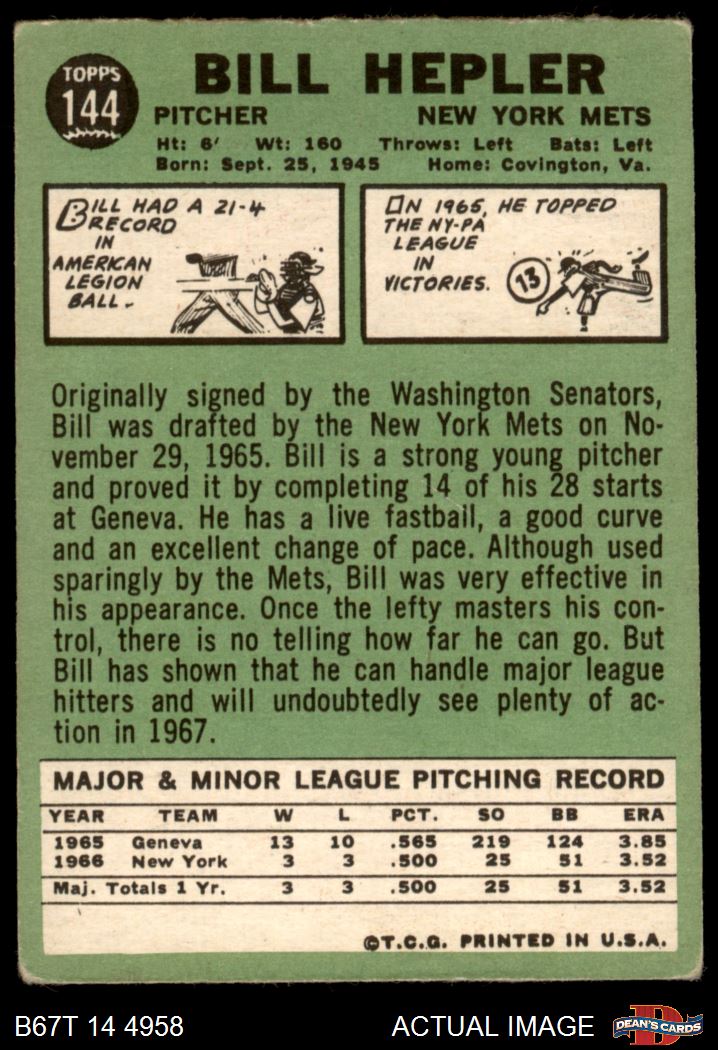 TOPPS
144
BILL HEPLER
PITCHER NEW YORK METS
Ht: 6' Wt: 160 Throws: Left Bats: Left
Born: Sept. 25, 1945 Home: Covington, Va.
BILL HAD A 21-4
RECORD
IN
AMERICAN
LEGION
BALL.
IN 1965, HE TOPPED
THE NY-PA
LEAGUE
IN
VICTORIES.
13
Originally signed by the Washington Senators,
Bill was drafted by the New York Mets on No-
vember 29, 1965. Bill is a strong young pitcher
and proved it by completing 14 of his 28 starts
at Geneva. He has a live fastball, a good curve
and an excellent change of pace. Although used
sparingly by the Mets, Bill was very effective in
his appearance. Once the lefty masters his con-
trol, there is no telling how far he can go. But
Bill has shown that he can handle major league
hitters and will undoubtedly see plenty of ac-
tion in 1967.
MAJOR & MINOR LEAGUE PITCHING RECORD
YEAR TEAM W L PCT. SO BB ERA
1965 Geneva 13 10 .565 219 124 3.85
1966 New York 3 3 .500 25 51 3.52
Maj. Totals 1 Yr. 3 3 .500 25 51 3.52
©T.C.G. PRINTED IN U.S.A.
B67T 14 4958 ACTUAL IMAGE DEAN'S CARDS